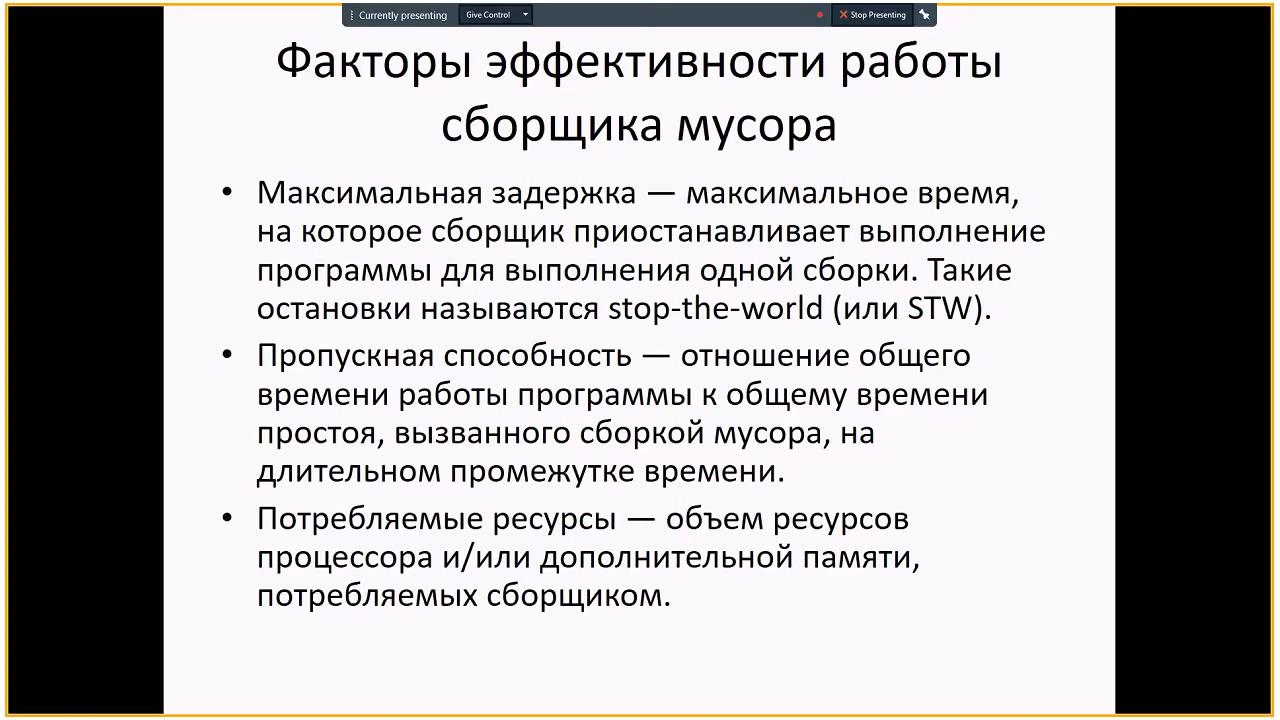 Currently presenting
Give Control
Stop Presenting
Факторы эффективности работы
сборщика мусора
• Максимальная задержка — максимальное время,
на которое сборщик приостанавливает выполнение
программы для выполнения одной сборки. Такие
остановки называются stop-the-world (или STW).
• Пропускная способность — отношение общего
времени работы программы к общему времени
простоя, вызванного сборкой мусора, на
длительном промежутке времени.
• Потребляемые ресурсы — объем ресурсов
процессора и/или дополнительной памяти,
потребляемых сборщиком.